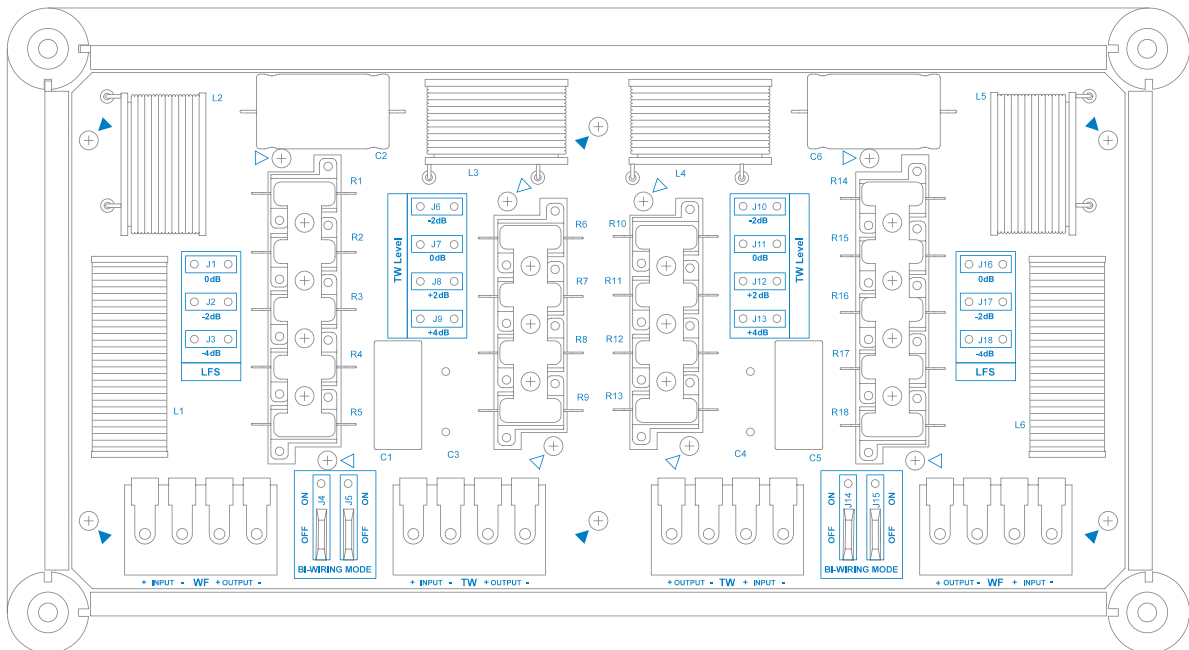 L2
C2
L3
L4
C6
L5
R1
R2
R3
R4
R5
J1
0dB
J2
-2dB
J3
-4dB
LFS
L1
TW Level
J6
-2dB
J7
0dB
J8
+2dB
J9
+4dB
R6
R7
R8
R9
C1
C3
R10
R11
R12
R13
J10
-2dB
J11
0dB
J12
+2dB
J13
+4dB
TW Level
C4
C5
R14
R15
R16
R17
R18
J16
0dB
J17
-2dB
J18
-4dB
LFS
L6
ON
OFF
J4
J5
ON
OFF
BI-WIRING MODE
ON
OFF
J14
J15
ON
OFF
BI-WIRING MODE
+ INPUT - WF + OUTPUT -
+ INPUT - TW + OUTPUT -
+ OUTPUT - TW + INPUT -
+ OUTPUT - WF + INPUT -